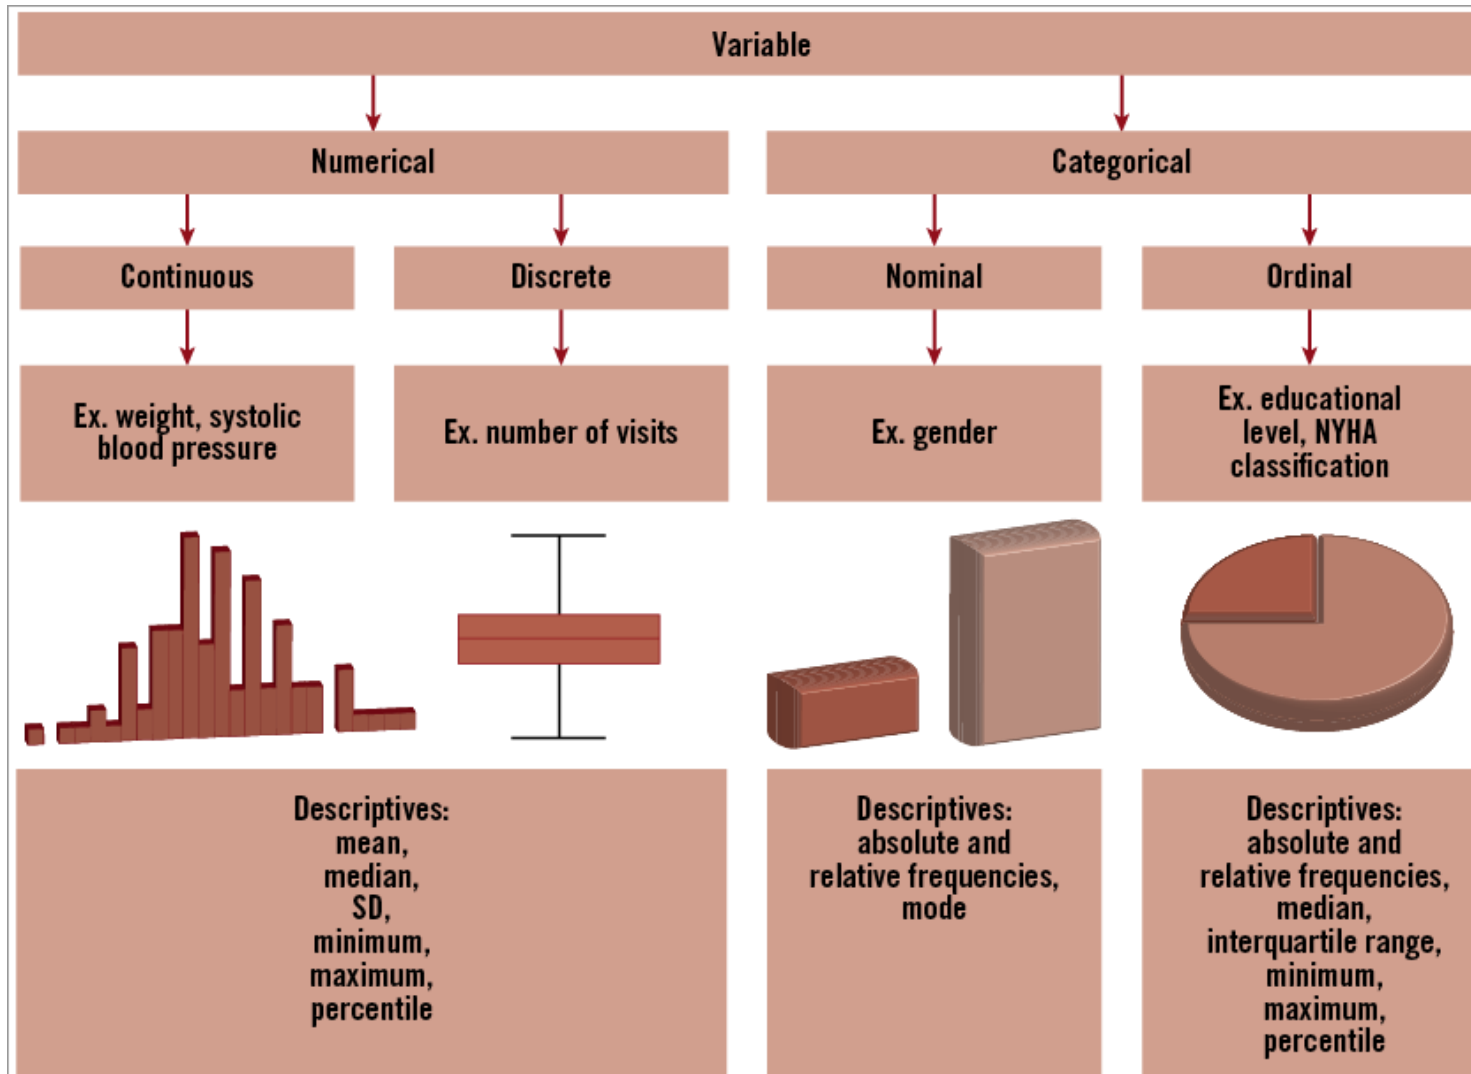 Variable
Numerical
Categorical
Continuous
Discrete
Nominal
Ordinal
Ex. weight, systolic
blood pressure
Ex. number of visits
Ex. gender
Ex. educational
level, NYHA
classification
Descriptives:
mean,
median,
SD,
minimum,
maximum,
percentile
Descriptives:
absolute and
relative frequencies,
mode
Descriptives:
absolute and
relative frequencies,
median,
interquartile range,
minimum,
maximum,
percentile